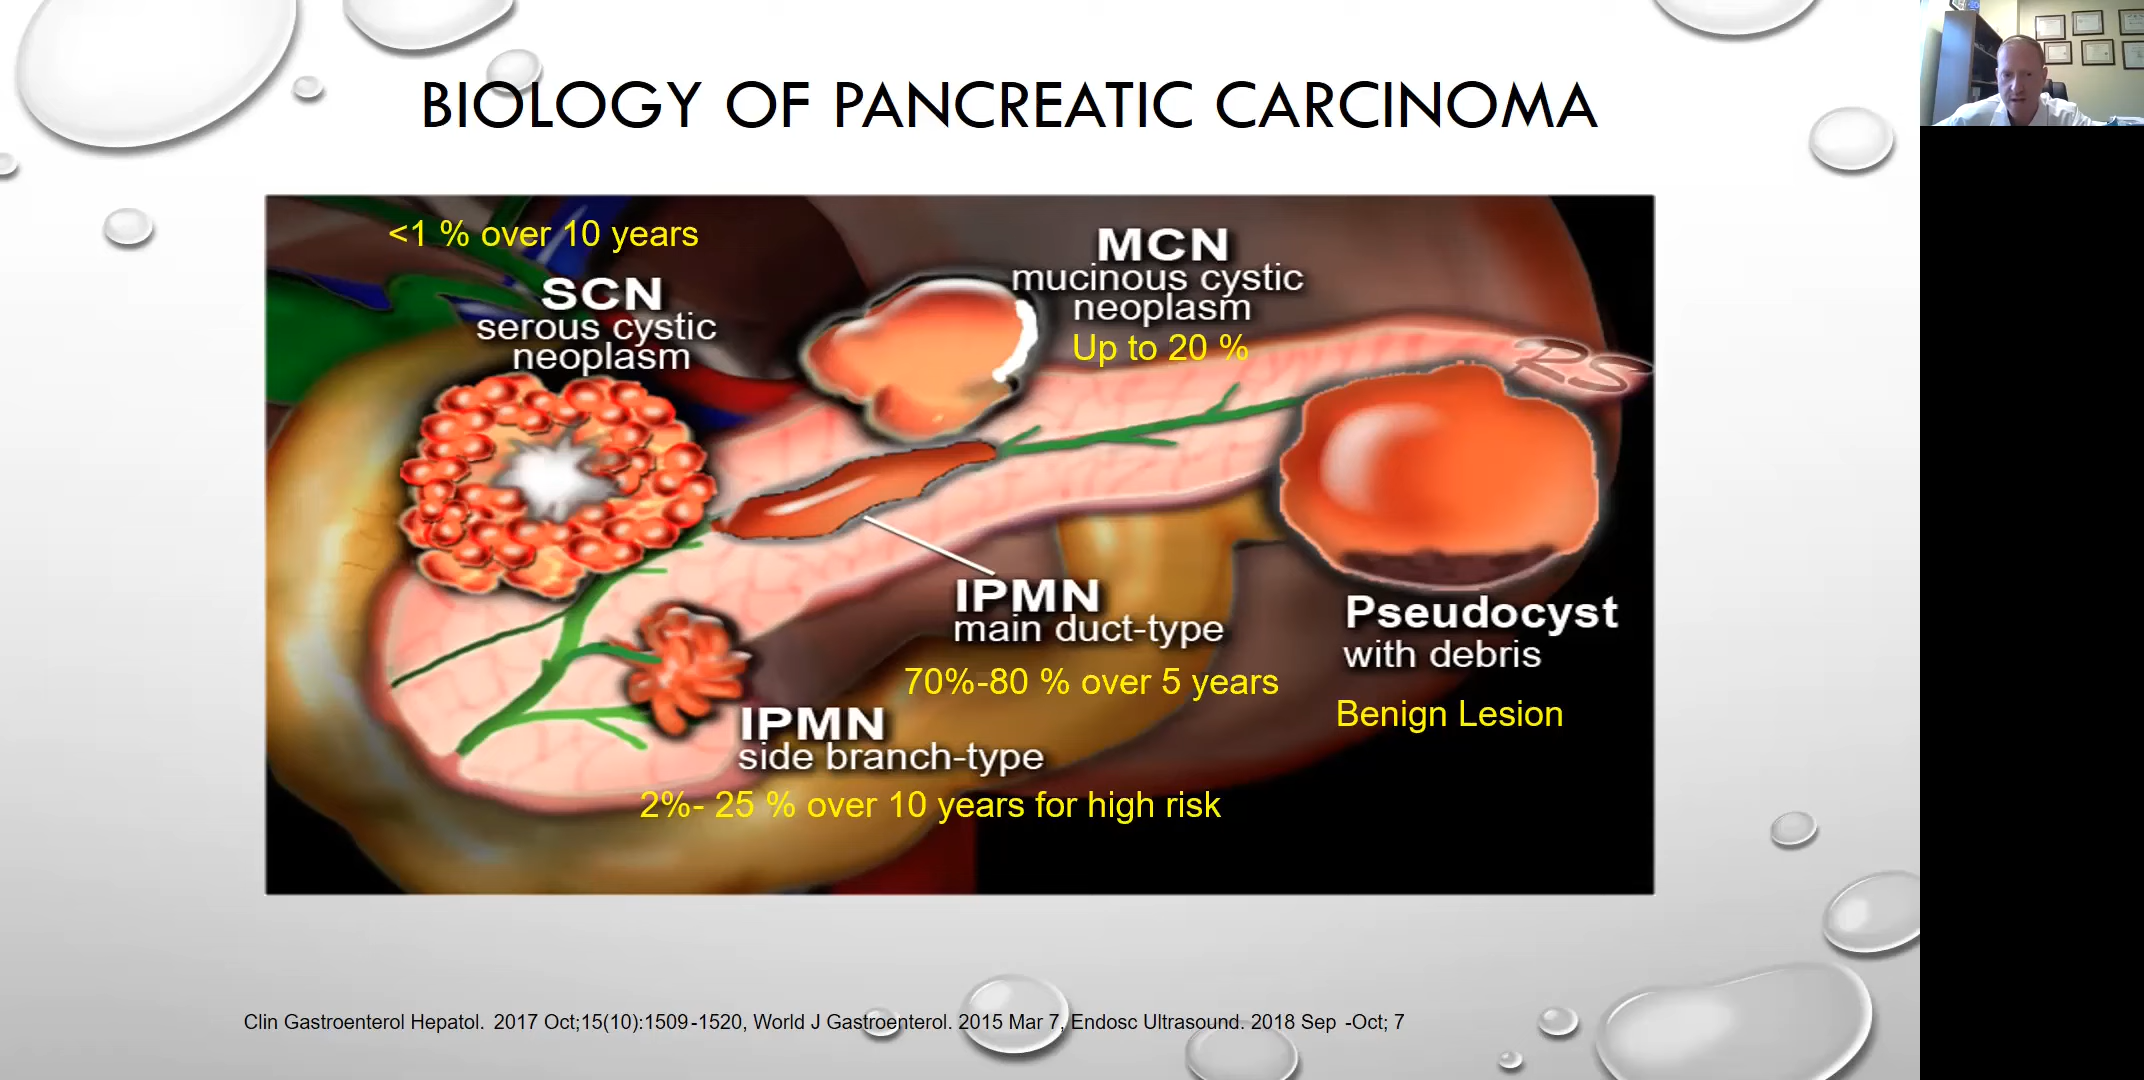 BIOLOGY OF PANCREATIC CARCINOMA
<1 % over 10 years
SCN
serous cystic
neoplasm
MCN
mucinous cystic
neoplasm
Up to 20 %
RS
IPMN
main duct-type
70%-80 % over 5 years
Pseudocyst
with debris
Benign Lesion
IPMN
side branch-type
2%- 25 % over 10 years for high risk
Clin Gastroenterol Hepatol. 2017 Oct;15(10):1509-1520, World J Gastroenterol. 2015 Mar 7, Endosc Ultrasound. 2018 Sep -Oct; 7